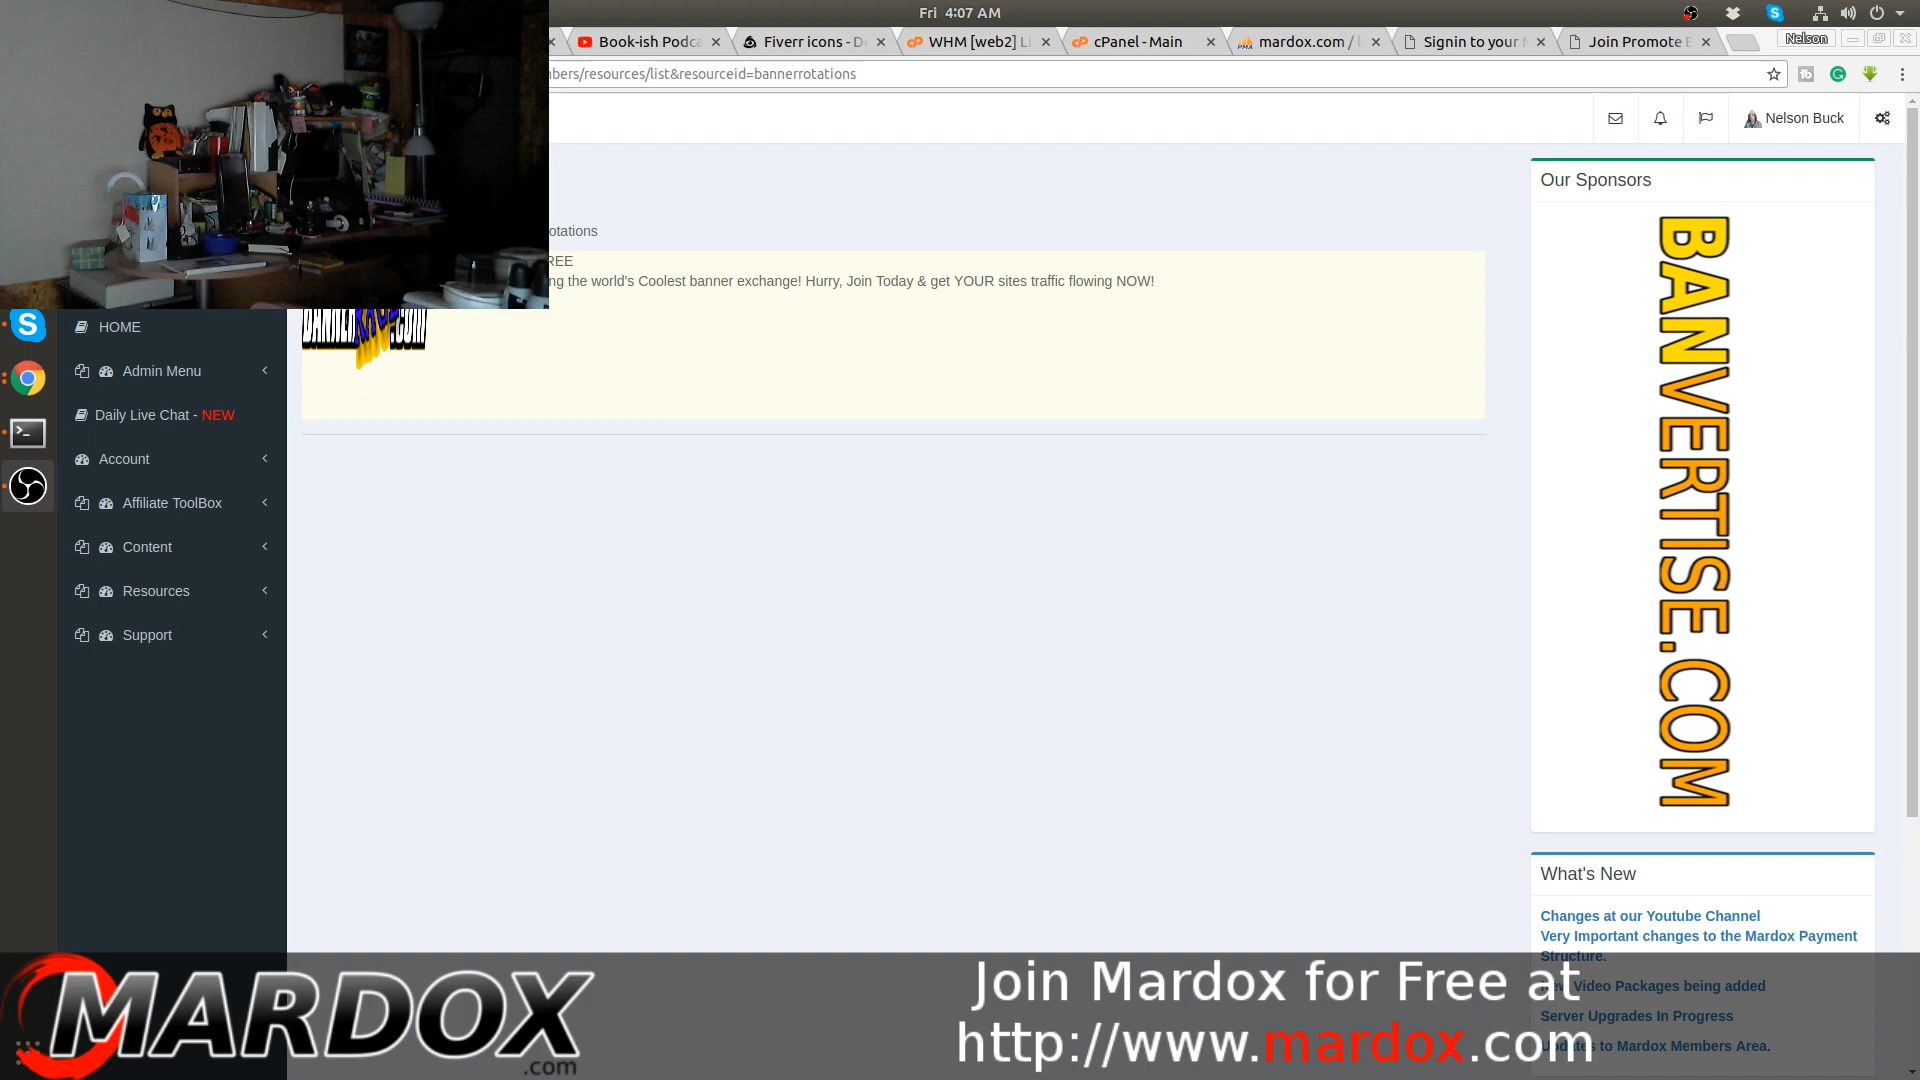 Fri 4:07 AM
Book-ish Podca
Fiverr icons - Do
WHM [web2] Li
cPanel - Main
mardox.com / l
Signin to your M
Join Promote B
Nelson
bers/resources/list&resourceid=bannerrotations
Nelson Buck
otations
REE
ng the world's Coolest banner exchange! Hurry, Join Today & get YOUR sites traffic flowing NOW!
.COM
HOME
Admin Menu
Daily Live Chat - NEW
Account
Affiliate ToolBox
Content
Resources
Support
Our Sponsors
BANVERTISE.COM
What's New
Changes at our Youtube Channel
Very Important changes to the Mardox Payment
Structure.
New Video Packages being added
Server Upgrades In Progress
Updates to Mardox Members Area.
MARDOX
.com
Join Mardox for Free at
http://www.mardox.com